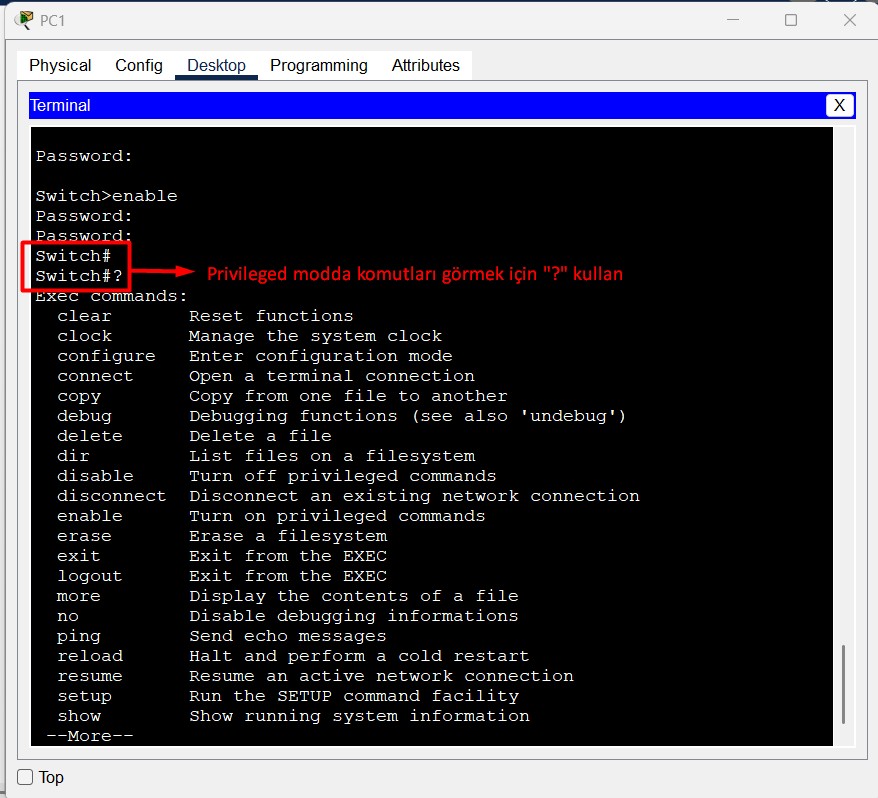 PC1
Physical Config Desktop Programming Attributes
Terminal X
Password:
Switch>enable
Password:
Password:
Switch#
Switch#?
Privileged modda komutları görmek için "?" kullan
Exec commands:
clear Reset functions
clock Manage the system clock
configure Enter configuration mode
connect Open a terminal connection
copy Copy from one file to another
debug Debugging functions (see also 'undebug')
delete Delete a file
dir List files on a filesystem
disable Turn off privileged commands
disconnect Disconnect an existing network connection
enable Turn on privileged commands
erase Erase a filesystem
exit Exit from the EXEC
logout Exit from the EXEC
more Display the contents of a file
no Disable debugging informations
ping Send echo messages
reload Halt and perform a cold restart
resume Resume an active network connection
setup Run the SETUP command facility
show Show running system information
--More--
Top